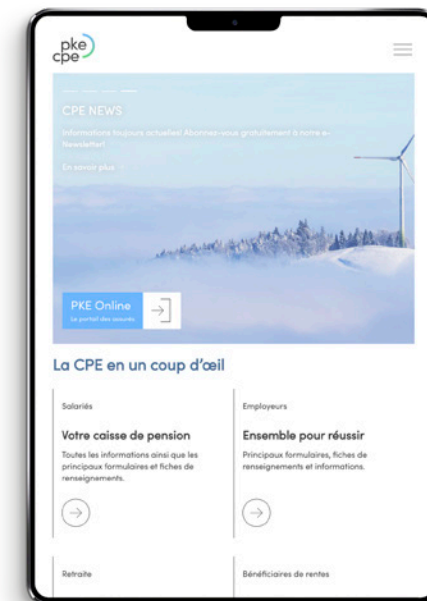 pke
cpe
CPE NEWS
Informations toujours actuelles! Abonnez-vous gratuitement à notre e-
Newsletter!
En savoir plus
PKE Online
Le portail des assurés
La CPE en un coup d'œil
Salariés
Votre caisse de pension
Toutes les informations ainsi que les
principaux formulaires et fiches de
renseignements.
Employeurs
Ensemble pour réussir
Principaux formulaires, fiches de
renseignements et informations.
Retraite
Bénéficiaires de rentes